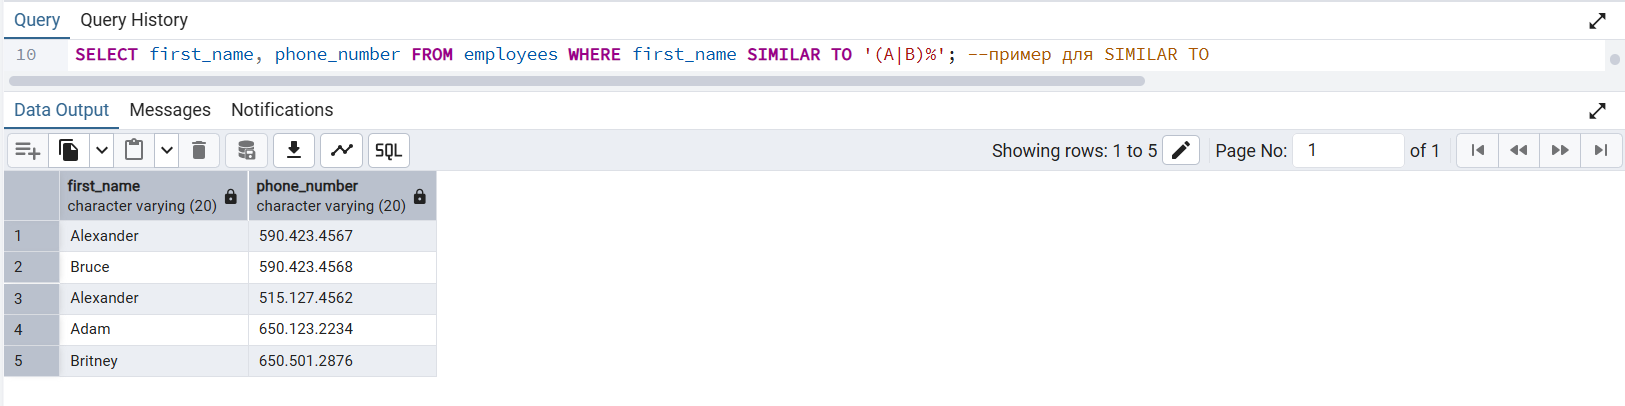 Query Query History
10 SELECT first_name, phone_number FROM employees WHERE first_name SIMILAR TO '(A|B)%'; --пример для SIMILAR TO
Data Output Messages Notifications
SQL Showing rows: 1 to 5 Page No: 1 of 1
first_name phone_number
character varying (20) character varying (20)
1 Alexander 590.423.4567
2 Bruce 590.423.4568
3 Alexander 515.127.4562
4 Adam 650.123.2234
5 Britney 650.501.2876